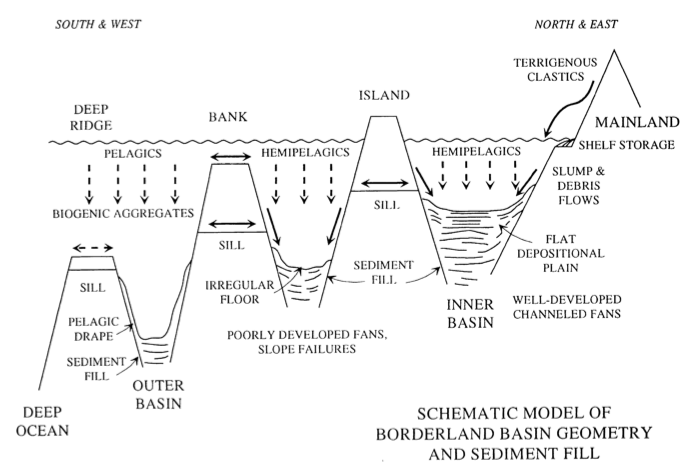 SOUTH & WEST
NORTH & EAST
TERRIGENOUS
CLASTICS
ISLAND
DEEP
RIDGE
BANK
MAINLAND
SHELF STORAGE
PELAGICS
HEMIPELAGICS
HEMIPELAGICS
SLUMP &
DEBRIS
FLOWS
BIOGENIC AGGREGATES
SILL
SILL
FLAT
DEPOSITIONAL
PLAIN
SILL
IRREGULAR
FLOOR
SEDIMENT
FILL
INNER
BASIN
WELL-DEVELOPED
CHANNELED FANS
PELAGIC
DRAPE
POORLY DEVELOPED FANS,
SLOPE FAILURES
SEDIMENT
FILL
OUTER
BASIN
DEEP
OCEAN
SCHEMATIC MODEL OF
BORDERLAND BASIN GEOMETRY
AND SEDIMENT FILL